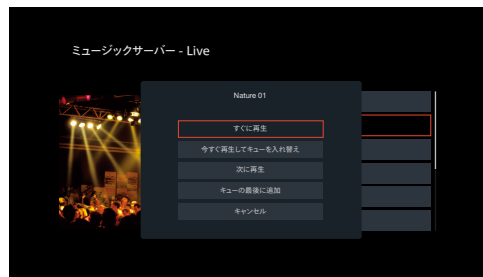 ミュージックサーバー - Live
Nature 01
すぐに再生
今すぐ再生してキューを入れ替え
次に再生
キューの最後に追加
キャンセル